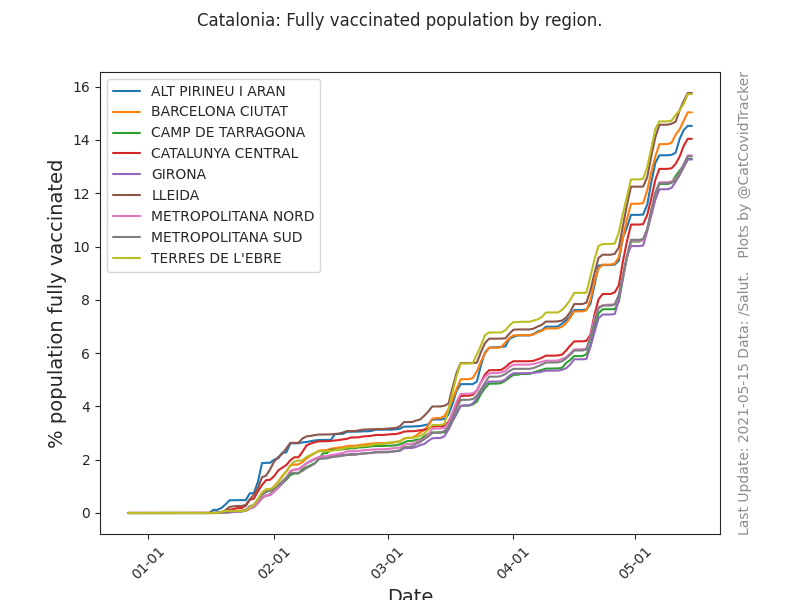 Catalonia: Fully vaccinated population by region.
ALT PIRINEU I ARAN
BARCELONA CIUTAT
CAMP DE TARRAGONA
CATALUNYA CENTRAL
GIRONA
LLEIDA
METROPOLITANA NORD
METROPOLITANA SUD
TERRES DE L'EBRE
% population fully vaccinated
16
14
12
10
8
6
4
2
0
01-01
02-01
03-01
04-01
05-01
Date
Last Update: 2021-05-15 Data: /Salut. Plots by @CatCovidTracker